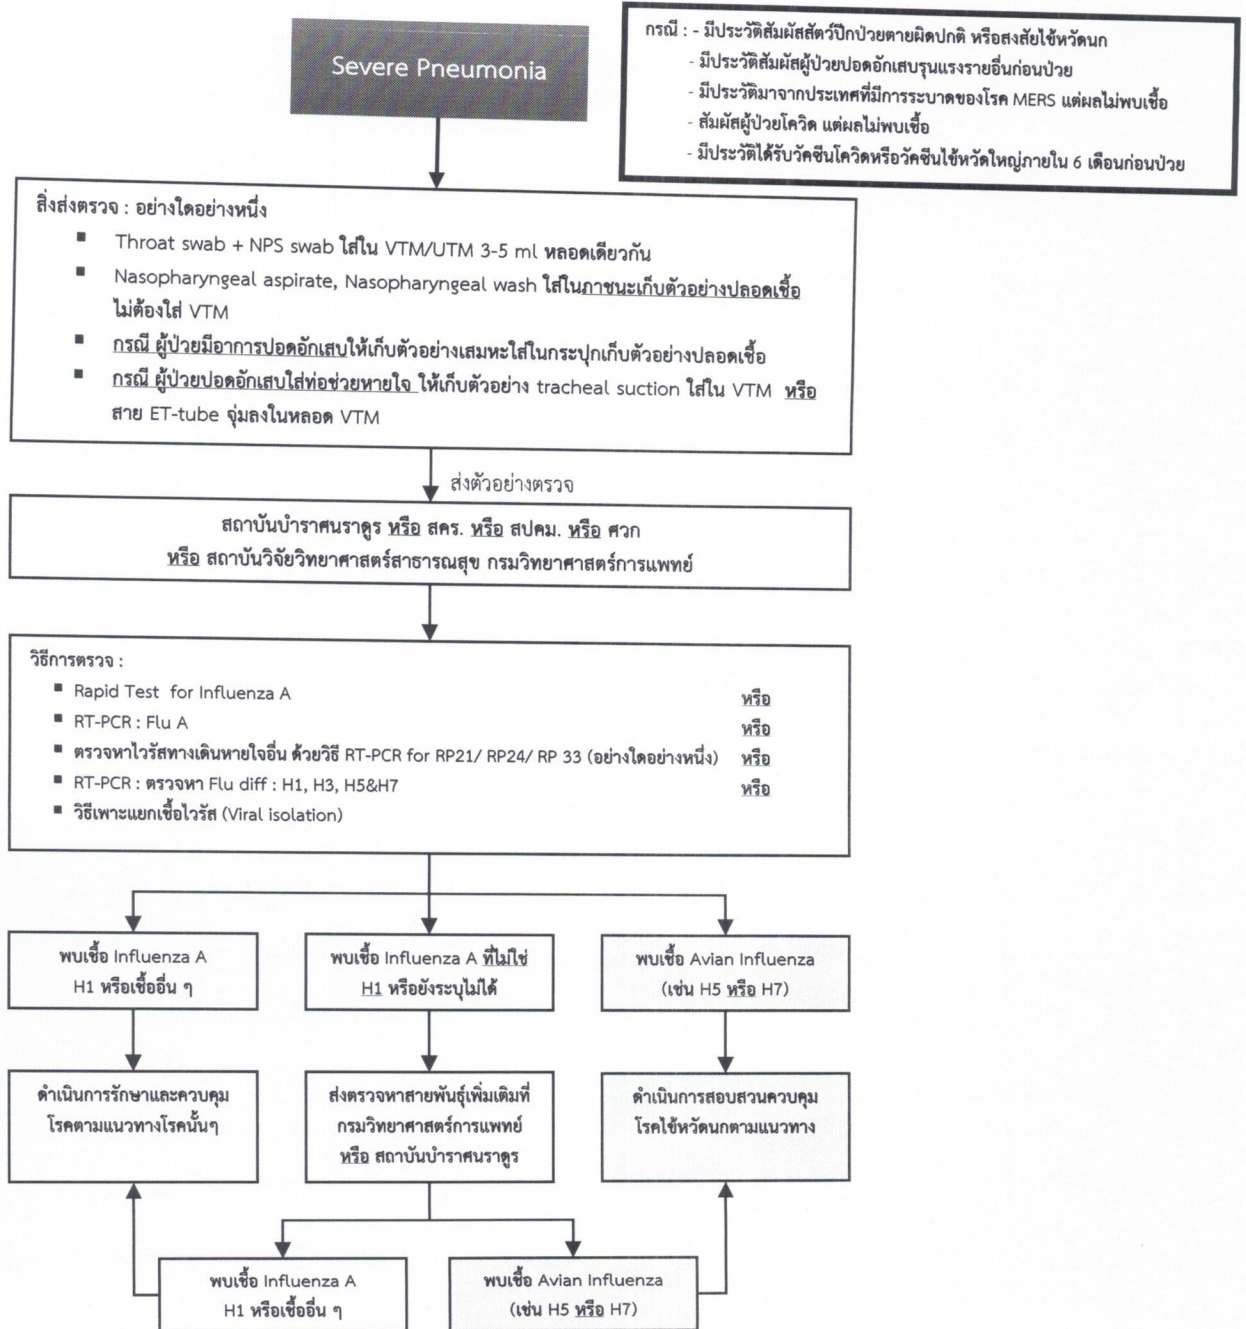 Severe Pneumonia
กรณี : - มีประวัติสัมผัสสัตว์ปีกป่วยตายผิดปกติ หรือสงสัยไข้หวัดนก
- มีประวัติสัมผัสผู้ป่วยปอดอักเสบรุนแรงรายอื่นก่อนป่วย
- มีประวัติมาจากประเทศที่มีการระบาดของโรค MERS แต่ผลไม่พบเชื้อ
- สัมผัสผู้ป่วยโควิด แต่ผลไม่พบเชื้อ
- มีประวัติได้รับวัคซีนโควิดหรือวัคซีนไข้หวัดใหญ่ภายใน 6 เดือนก่อนป่วย
สิ่งส่งตรวจ : อย่างใดอย่างหนึ่ง
▪ Throat swab + NPS swab ใส่ใน VTM/UTM 3-5 ml หลอดเดียวกัน
▪ Nasopharyngeal aspirate, Nasopharyngeal wash ใส่ในภาชนะเก็บตัวอย่างปลอดเชื้อ
ไม่ต้องใส่ VTM
▪ กรณี ผู้ป่วยมีอาการปอดอักเสบให้เก็บตัวอย่างเสมหะใส่ในกระปุกเก็บตัวอย่างปลอดเชื้อ
▪ กรณี ผู้ป่วยปอดอักเสบใส่ท่อช่วยหายใจ ให้เก็บตัวอย่าง tracheal suction ใส่ใน VTM หรือ
สาย ET-tube จุ่มลงในหลอด VTM
ส่งตัวอย่างตรวจ
สถาบันบำราศนราดูร หรือ สคร. หรือ สปคม. หรือ ศวก
หรือ สถาบันวิจัยวิทยาศาสตร์สาธารณสุข กรมวิทยาศาสตร์การแพทย์
วิธีการตรวจ :
▪ Rapid Test for Influenza A หรือ
▪ RT-PCR : Flu A หรือ
▪ ตรวจหาไวรัสทางเดินหายใจอื่น ด้วยวิธี RT-PCR for RP21/ RP24/ RP 33 (อย่างใดอย่างหนึ่ง) หรือ
▪ RT-PCR : ตรวจหา Flu diff : H1, H3, H5&H7 หรือ
▪ วิธีเพาะแยกเชื้อไวรัส (Viral isolation)
พบเชื้อ Influenza A
H1 หรือเชื้ออื่น ๆ
พบเชื้อ Influenza A ที่ไม่ใช่
H1 หรือยังระบุไม่ได้
พบเชื้อ Avian Influenza
(เช่น H5 หรือ H7)
ดำเนินการรักษาและควบคุม
โรคตามแนวทางโรคนั้นๆ
ส่งตรวจหาสายพันธุ์เพิ่มเติมที่
กรมวิทยาศาสตร์การแพทย์
หรือ สถาบันบำราศนราดูร
ดำเนินการสอบสวนควบคุม
โรคไข้หวัดนกตามแนวทาง
พบเชื้อ Influenza A
H1 หรือเชื้ออื่น ๆ
พบเชื้อ Avian Influenza
(เช่น H5 หรือ H7)